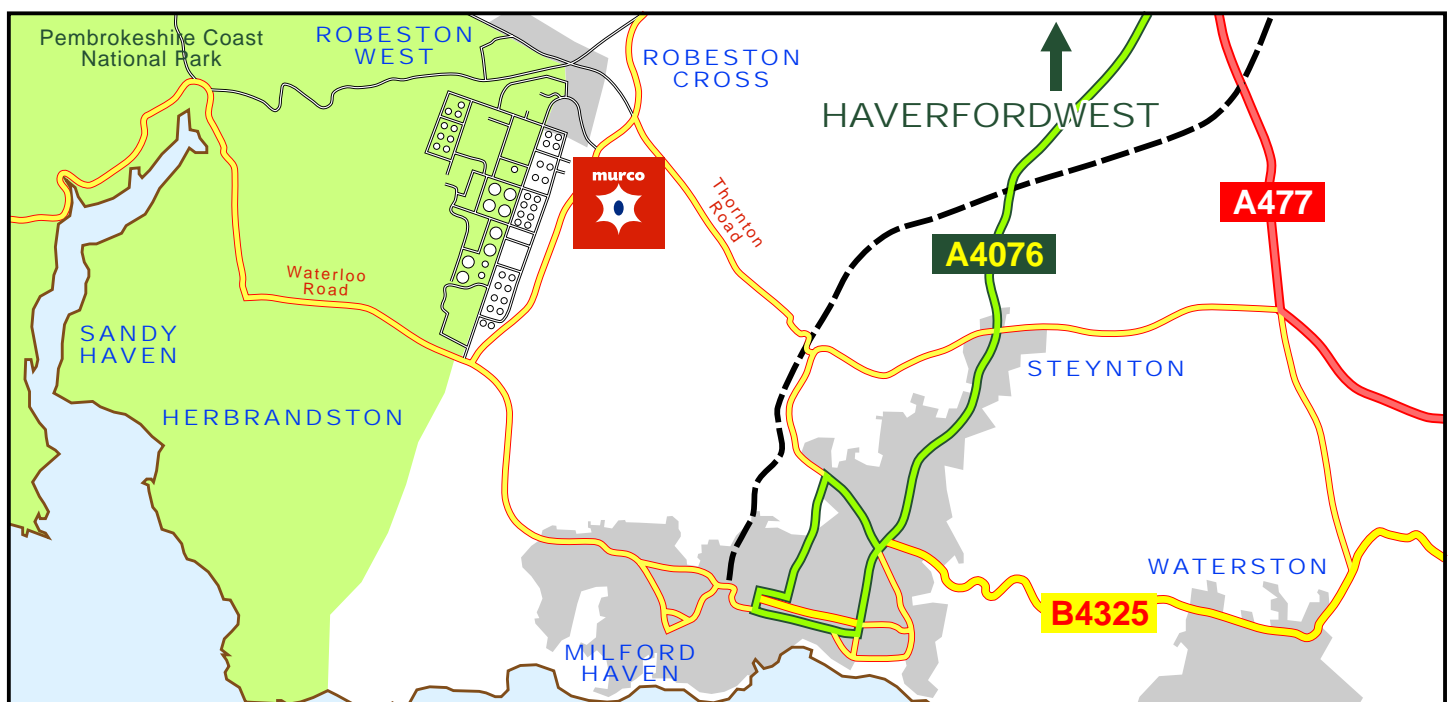 Pembrokeshire Coast
National Park
ROBESTON
WEST
ROBESTON
CROSS
HAVERFORDWEST
murco
Thornton
Road
A477
A4076
Waterloo
Road
SANDY
HAVEN
STEYNTON
HERBRANDSTON
WATERSTON
B4325
MILFORD
HAVEN